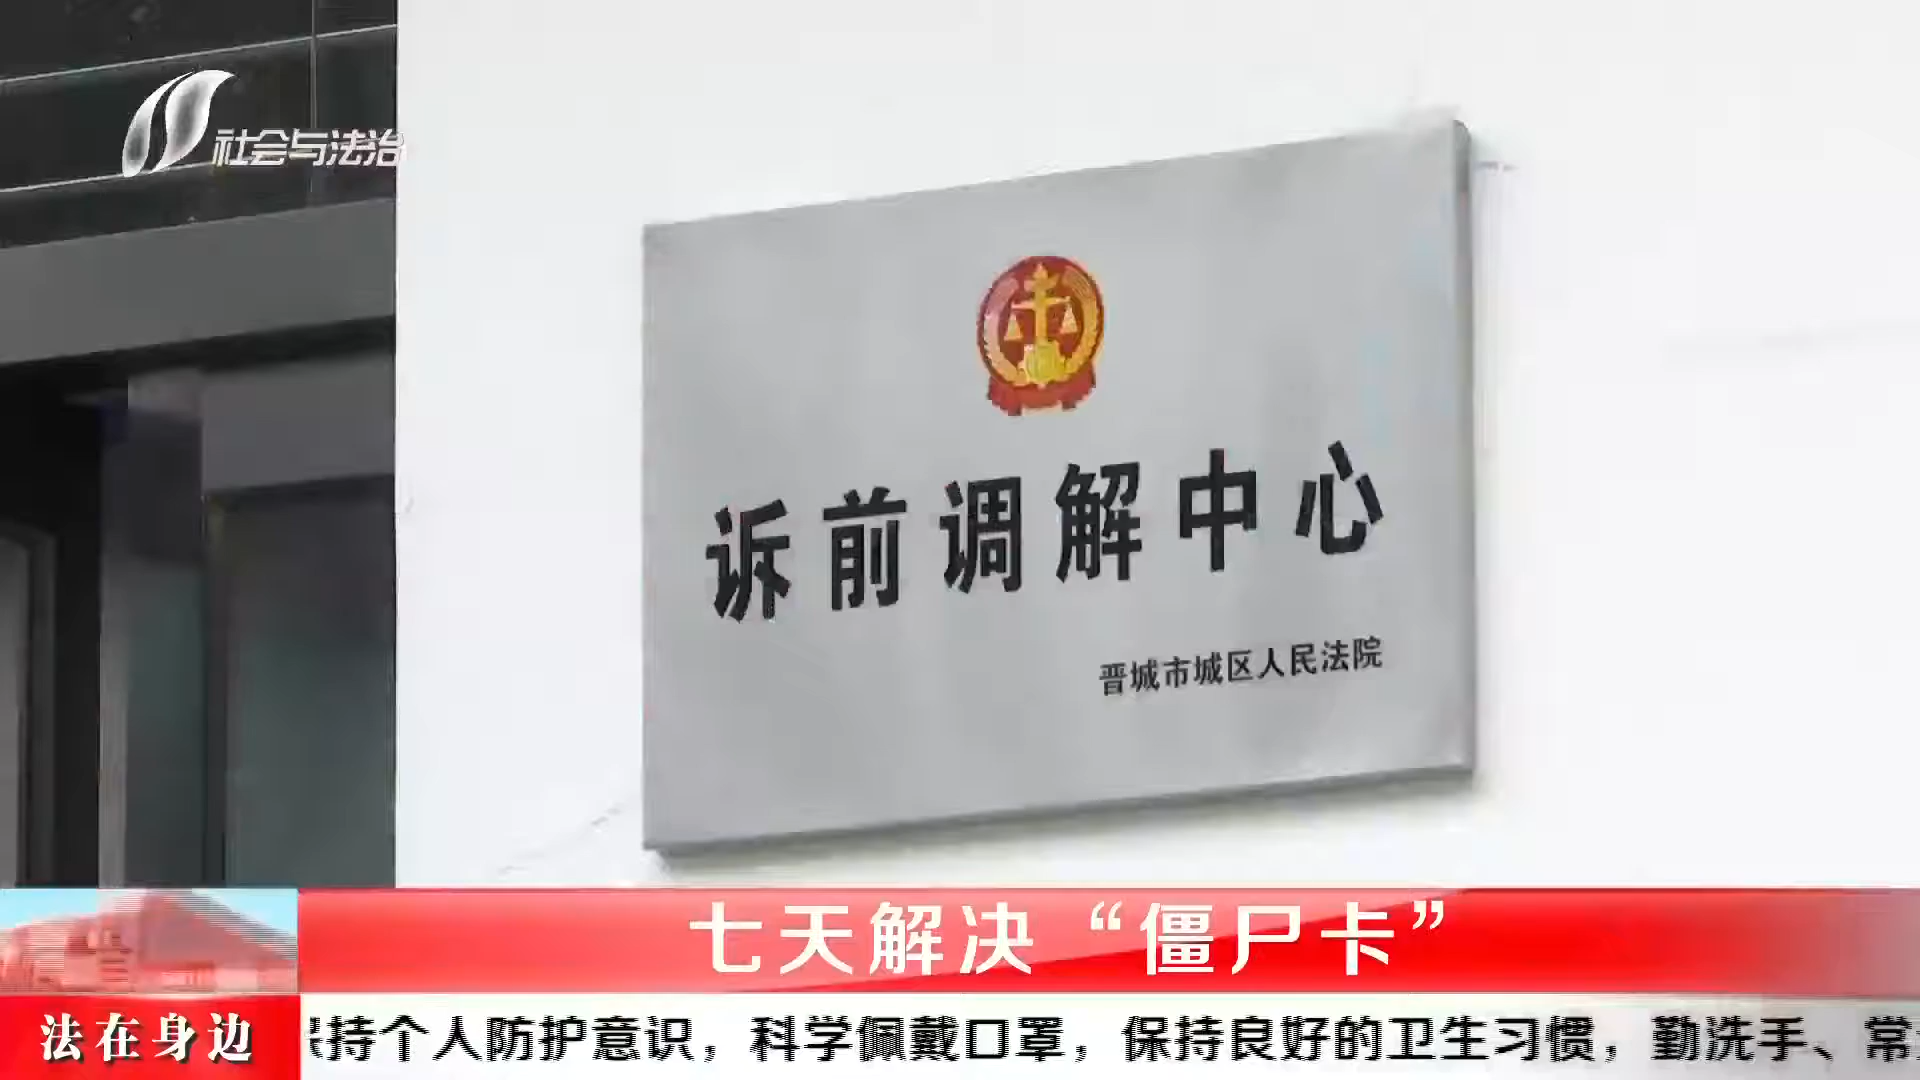 社会与法治
诉前调解中心
晋城市城区人民法院
七天解决“僵尸卡”
法在身边
保持个人防护意识，科学佩戴口罩，保持良好的卫生习惯，勤洗手、常